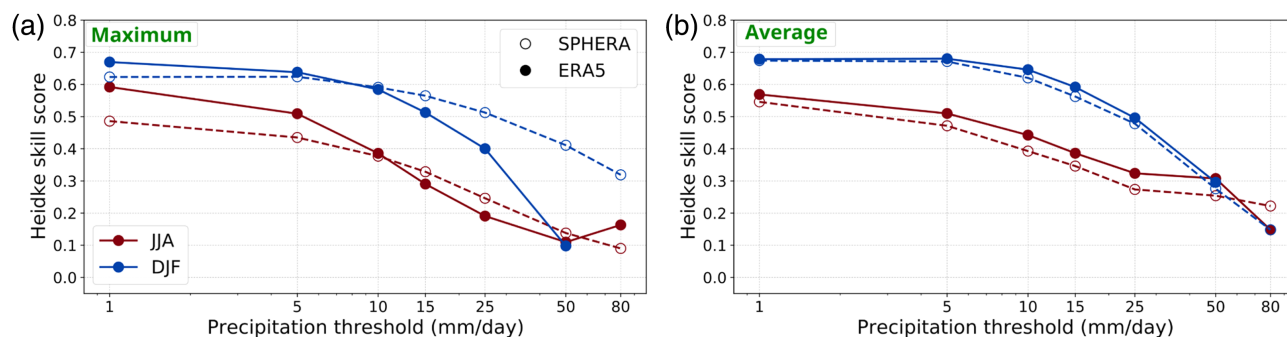 (a)
Maximum
SPHERA
ERA5
JJA
DJF
Heidke skill score
0.8
0.7
0.6
0.5
0.4
0.3
0.2
0.1
0.0
1 5 10 15 25 50 80
Precipitation threshold (mm/day)
(b)
Average
Heidke skill score
0.8
0.7
0.6
0.5
0.4
0.3
0.2
0.1
0.0
1 5 10 15 25 50 80
Precipitation threshold (mm/day)